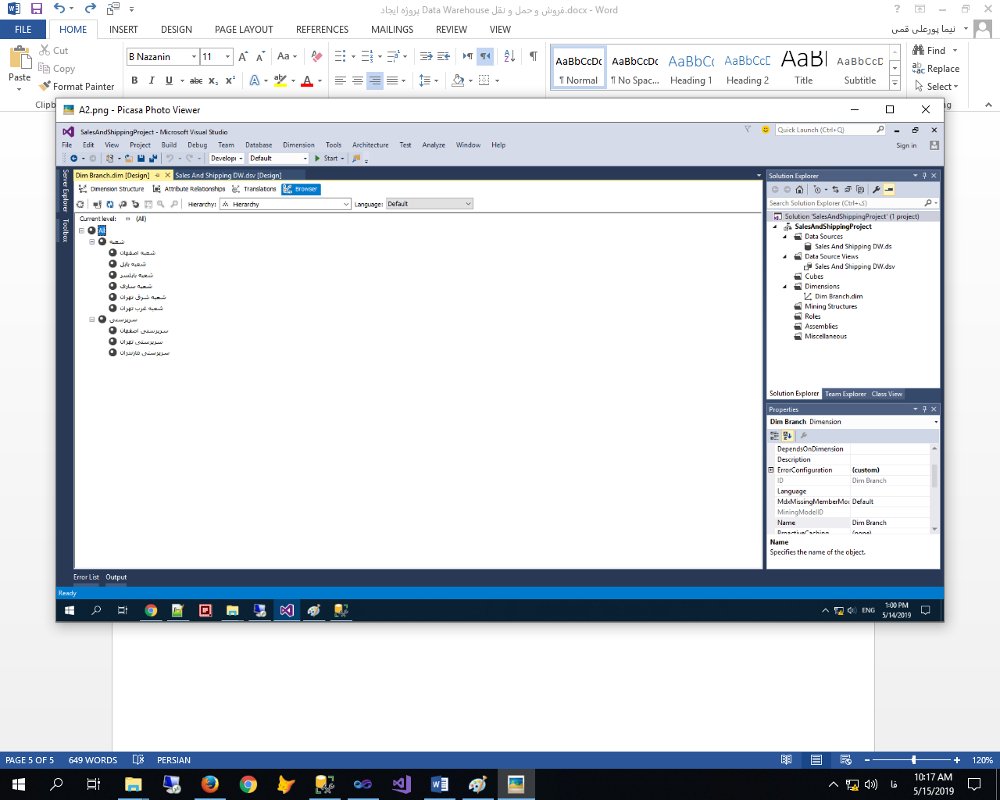 پروژه ایجاد Data Warehouse فروش و حمل و نقل.docx - Word
FILE HOME INSERT DESIGN PAGE LAYOUT REFERENCES MAILINGS REVIEW VIEW نیما پورعلی قمی
Paste Cut Copy Format Painter
B Nazanin 11
AaBbCcDc AaBbCcDc AaBbCc AaBbCcD AaBl AaBbCcD
¶ Normal ¶ No Spac... Heading 1 Heading 2 Title Subtitle
Find Replace Select
A2.png - Picasa Photo Viewer
SalesAndShippingProject - Microsoft Visual Studio Quick Launch (Ctrl+Q)
File Edit View Project Build Debug Team Database Dimension Tools Architecture Test Analyze Window Help Sign in
Developi Default Start
Server Explorer
Toolbox
Dim Branch.dim [Design] Sales And Shipping DW.dsv [Design]
Dimension Structure Attribute Relationships Translations Browser
Hierarchy: Hierarchy Language: Default
Current level: (All)
All
شعبه
شعبه اصفهان
شعبه بابل
شعبه بابلسر
شعبه ساری
شعبه شرق تهران
شعبه غرب تهران
سرپرستی
سرپرستی اصفهان
سرپرستی تهران
سرپرستی مازندران
Solution Explorer
Search Solution Explorer (Ctrl+ک)
Solution 'SalesAndShippingProject' (1 project)
SalesAndShippingProject
Data Sources
Sales And Shipping DW.ds
Data Source Views
Sales And Shipping DW.dsv
Cubes
Dimensions
Dim Branch.dim
Mining Structures
Roles
Assemblies
Miscellaneous
Solution Explorer Team Explorer Class View
Properties
Dim Branch Dimension
DependsOnDimension
Description
ErrorConfiguration (custom)
ID Dim Branch
Language
MdxMissingMemberMoc Default
MiningModelID
Name Dim Branch
ProactiveCaching (none)
Name
Specifies the name of the object.
Error List Output
Ready
ENG 1:00 PM
5/14/2019
PAGE 5 OF 5 649 WORDS PERSIAN 120%
فا 10:17 AM
5/15/2019